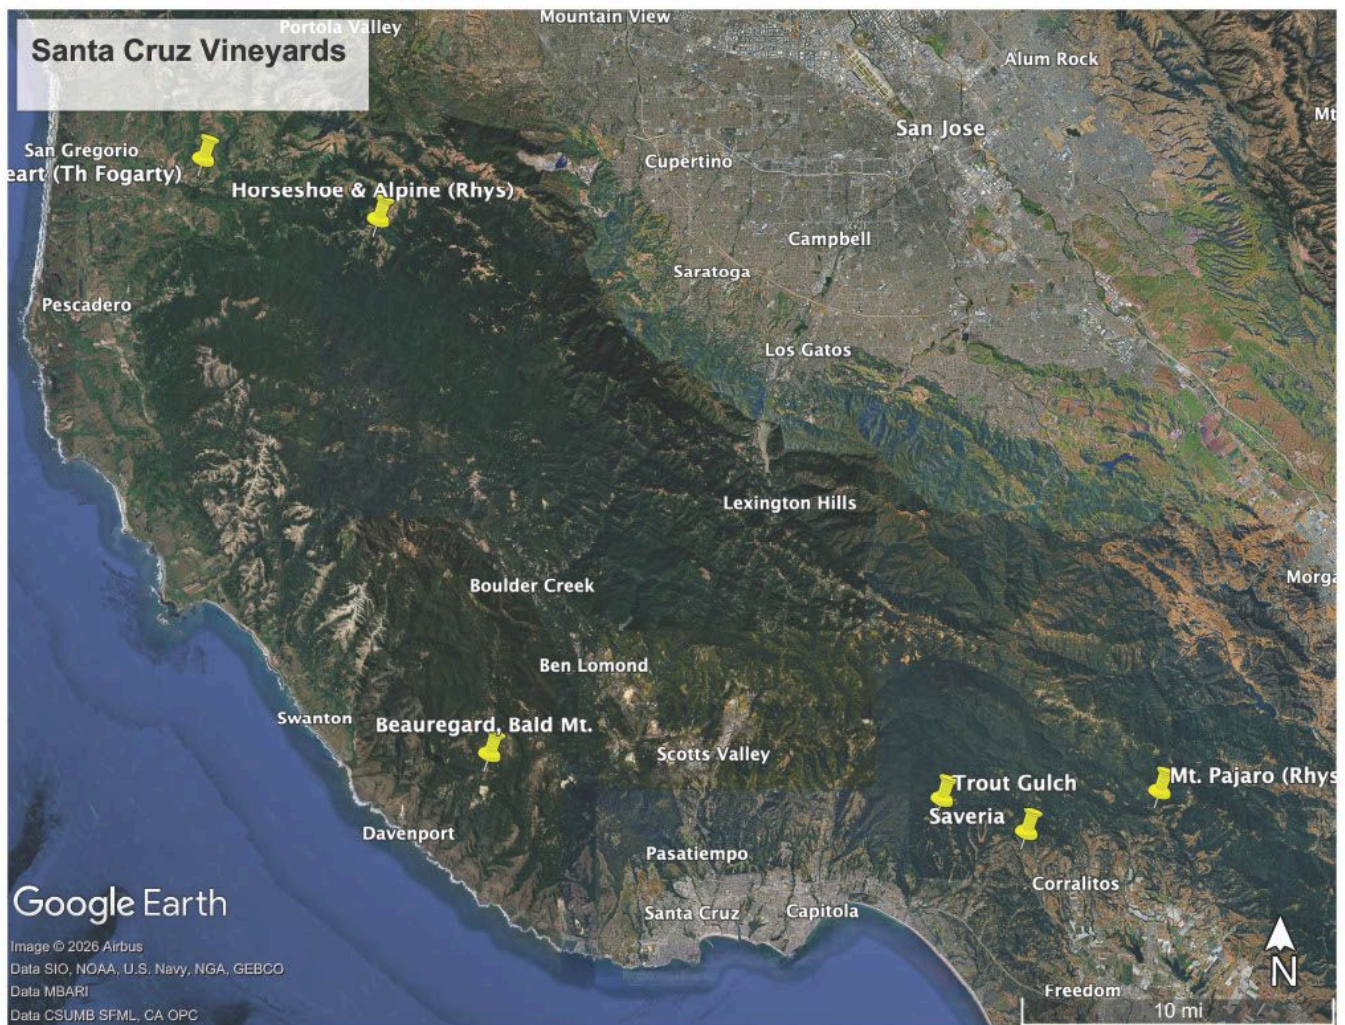 Portola Valley
Mountain View
Santa Cruz Vineyards
Alum Rock
Mt
San Jose
San Gregorio
eart (Th Fogarty)
Cupertino
Horseshoe & Alpine (Rhys)
Campbell
Saratoga
Pescadero
Los Gatos
Lexington Hills
Boulder Creek
Morga
Ben Lomond
Swanton
Beauregard, Bald Mt.
Scotts Valley
Trout Gulch
Mt. Pajaro (Rhys
Saveria
Davenport
Pasatiempo
Corralitos
Google Earth
Santa Cruz
Capitola
Image © 2026 Airbus
Data SIO, NOAA, U.S. Navy, NGA, GEBCO
N
Data MBARI
Freedom
10 mi
Data CSUMB SFML, CA OPC